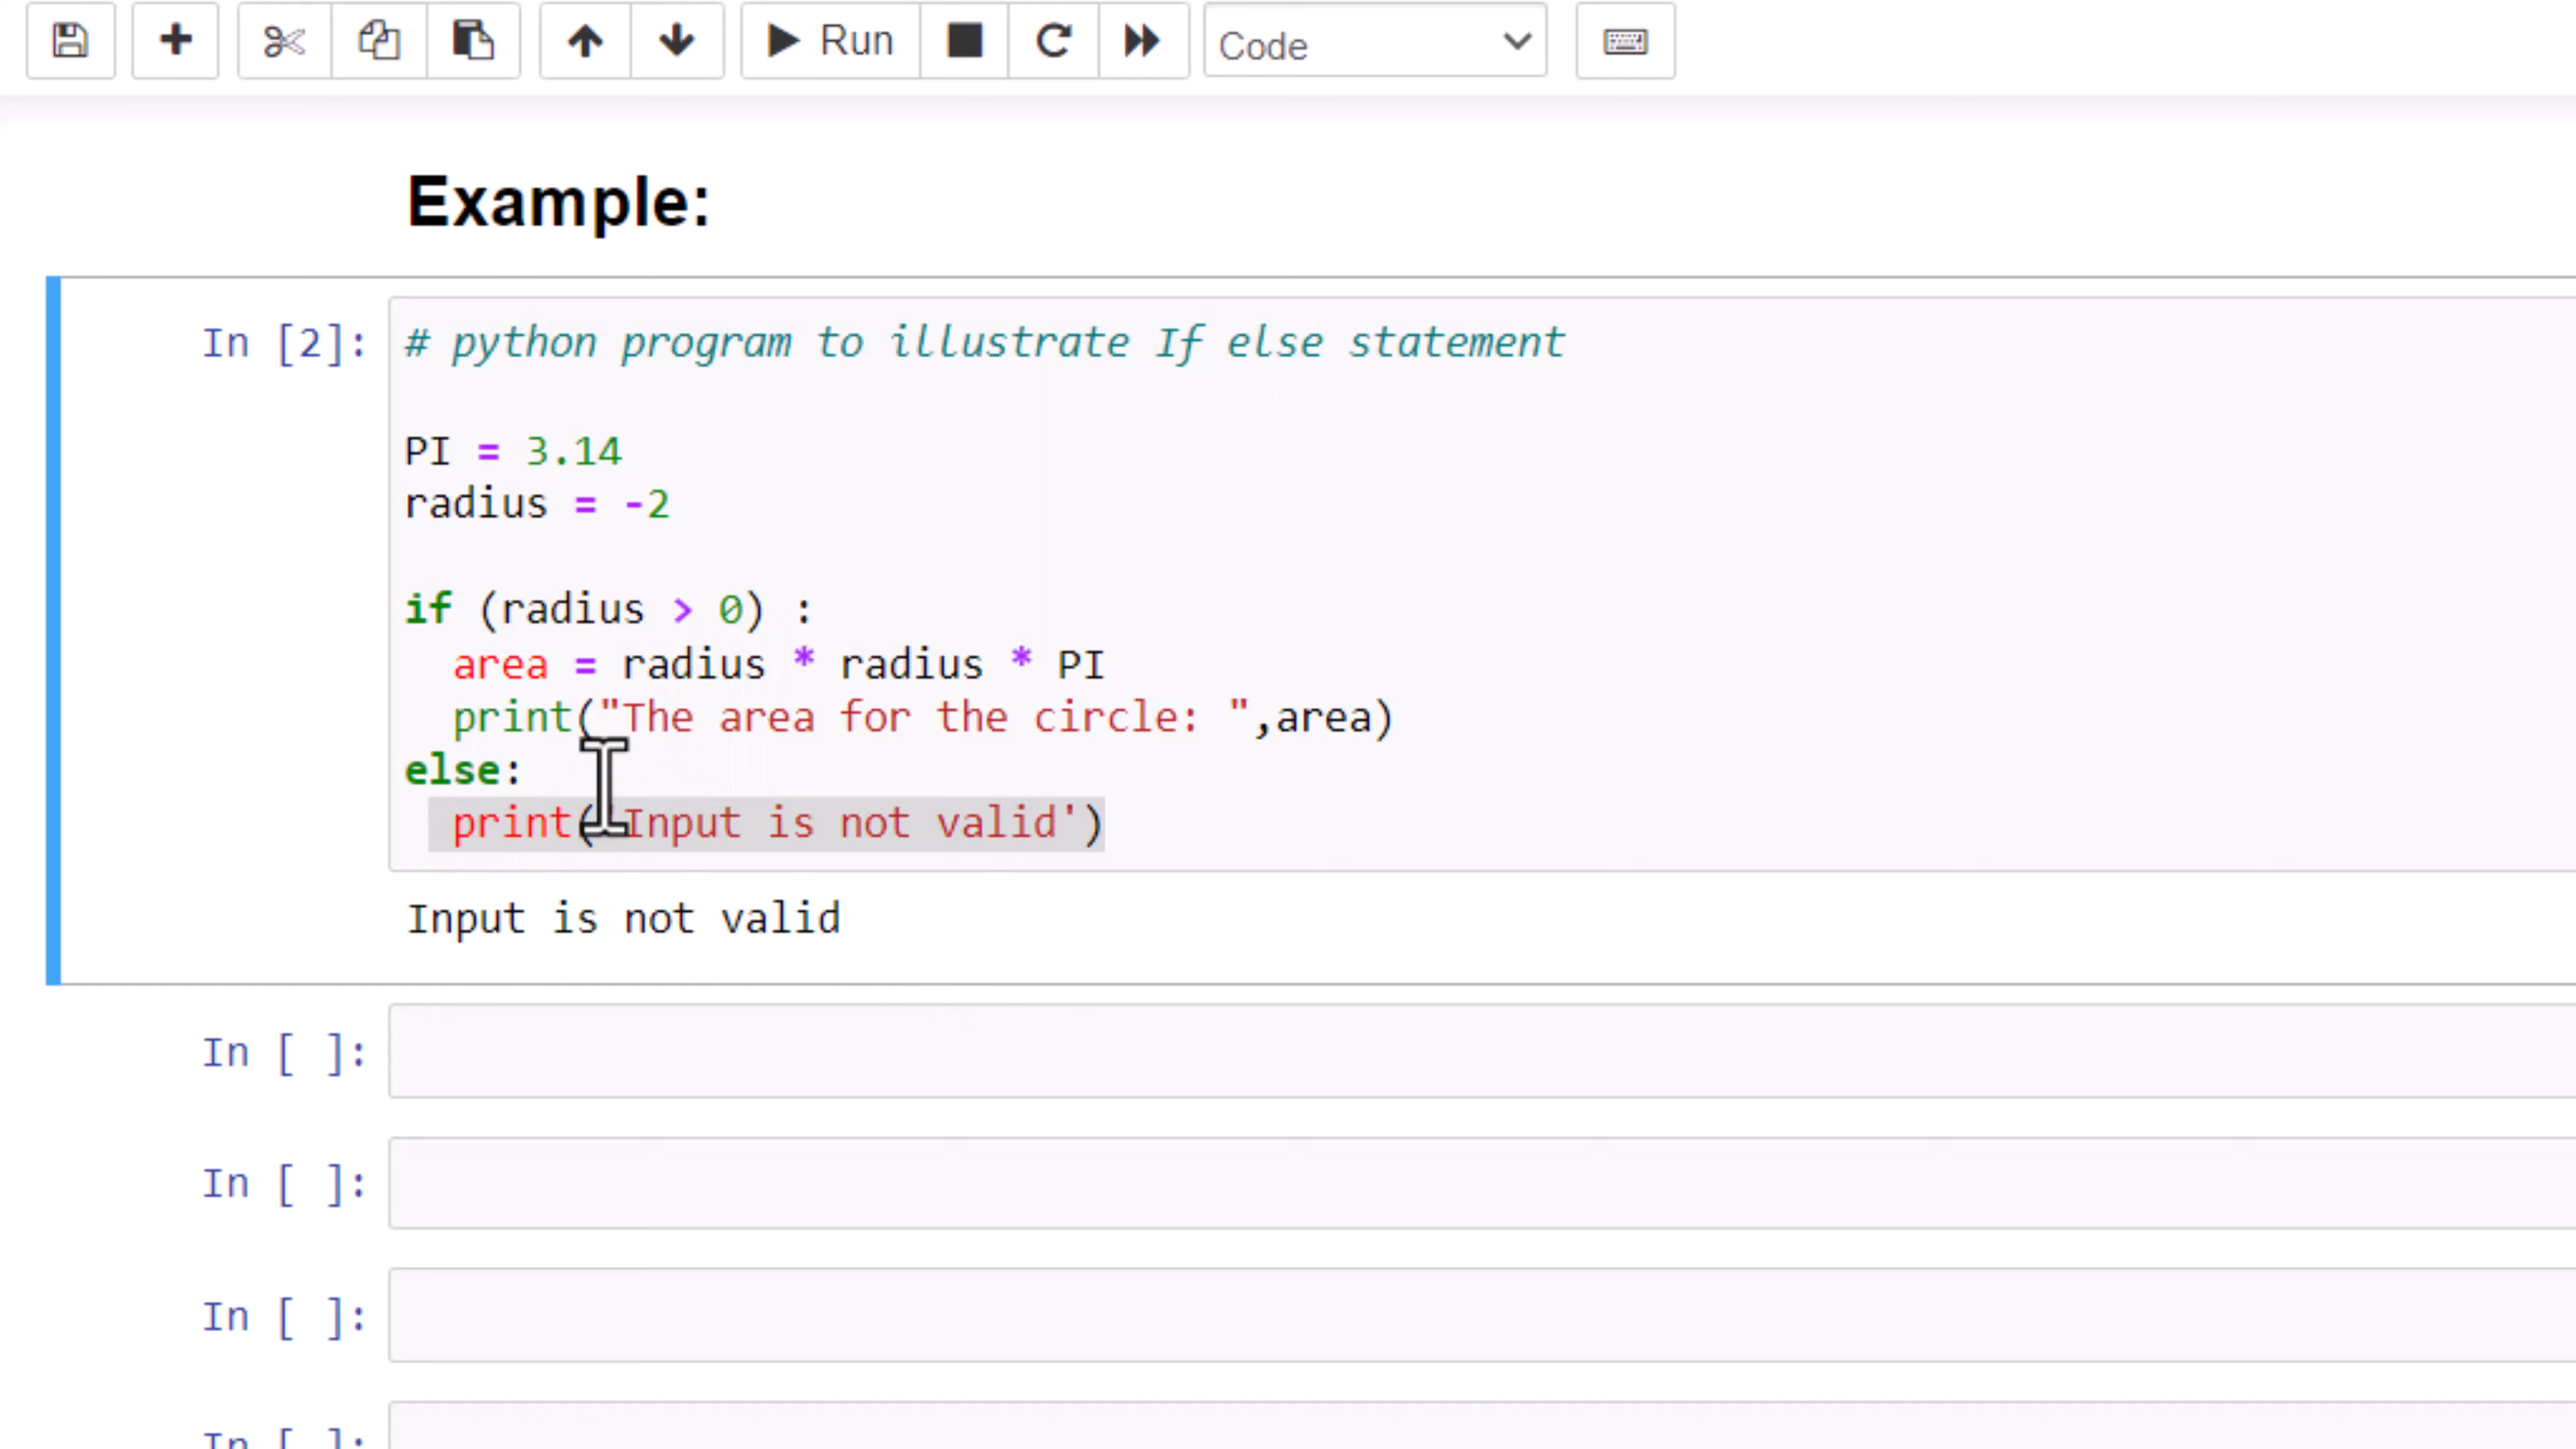 Run Code
Example:
In [2]: # python program to illustrate If else statement
PI = 3.14
radius = -2
if (radius > 0) :
area = radius * radius * PI
print("The area for the circle: ",area)
else:
print('Input is not valid')
Input is not valid
In [ ]:
In [ ]:
In [ ]:
In [ ]: